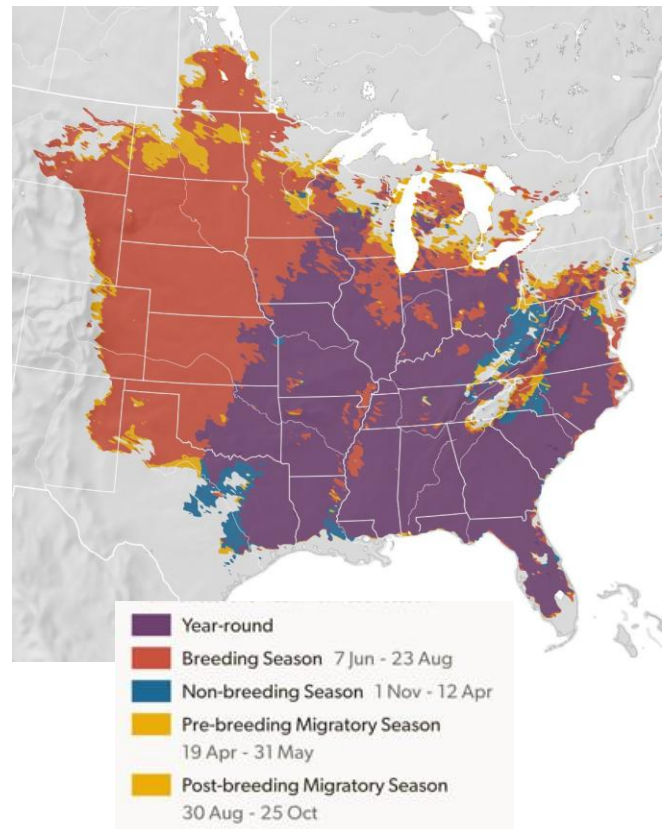 Year-round
Breeding Season 7 Jun - 23 Aug
Non-breeding Season 1 Nov - 12 Apr
Pre-breeding Migratory Season
19 Apr - 31 May
Post-breeding Migratory Season
30 Aug - 25 Oct